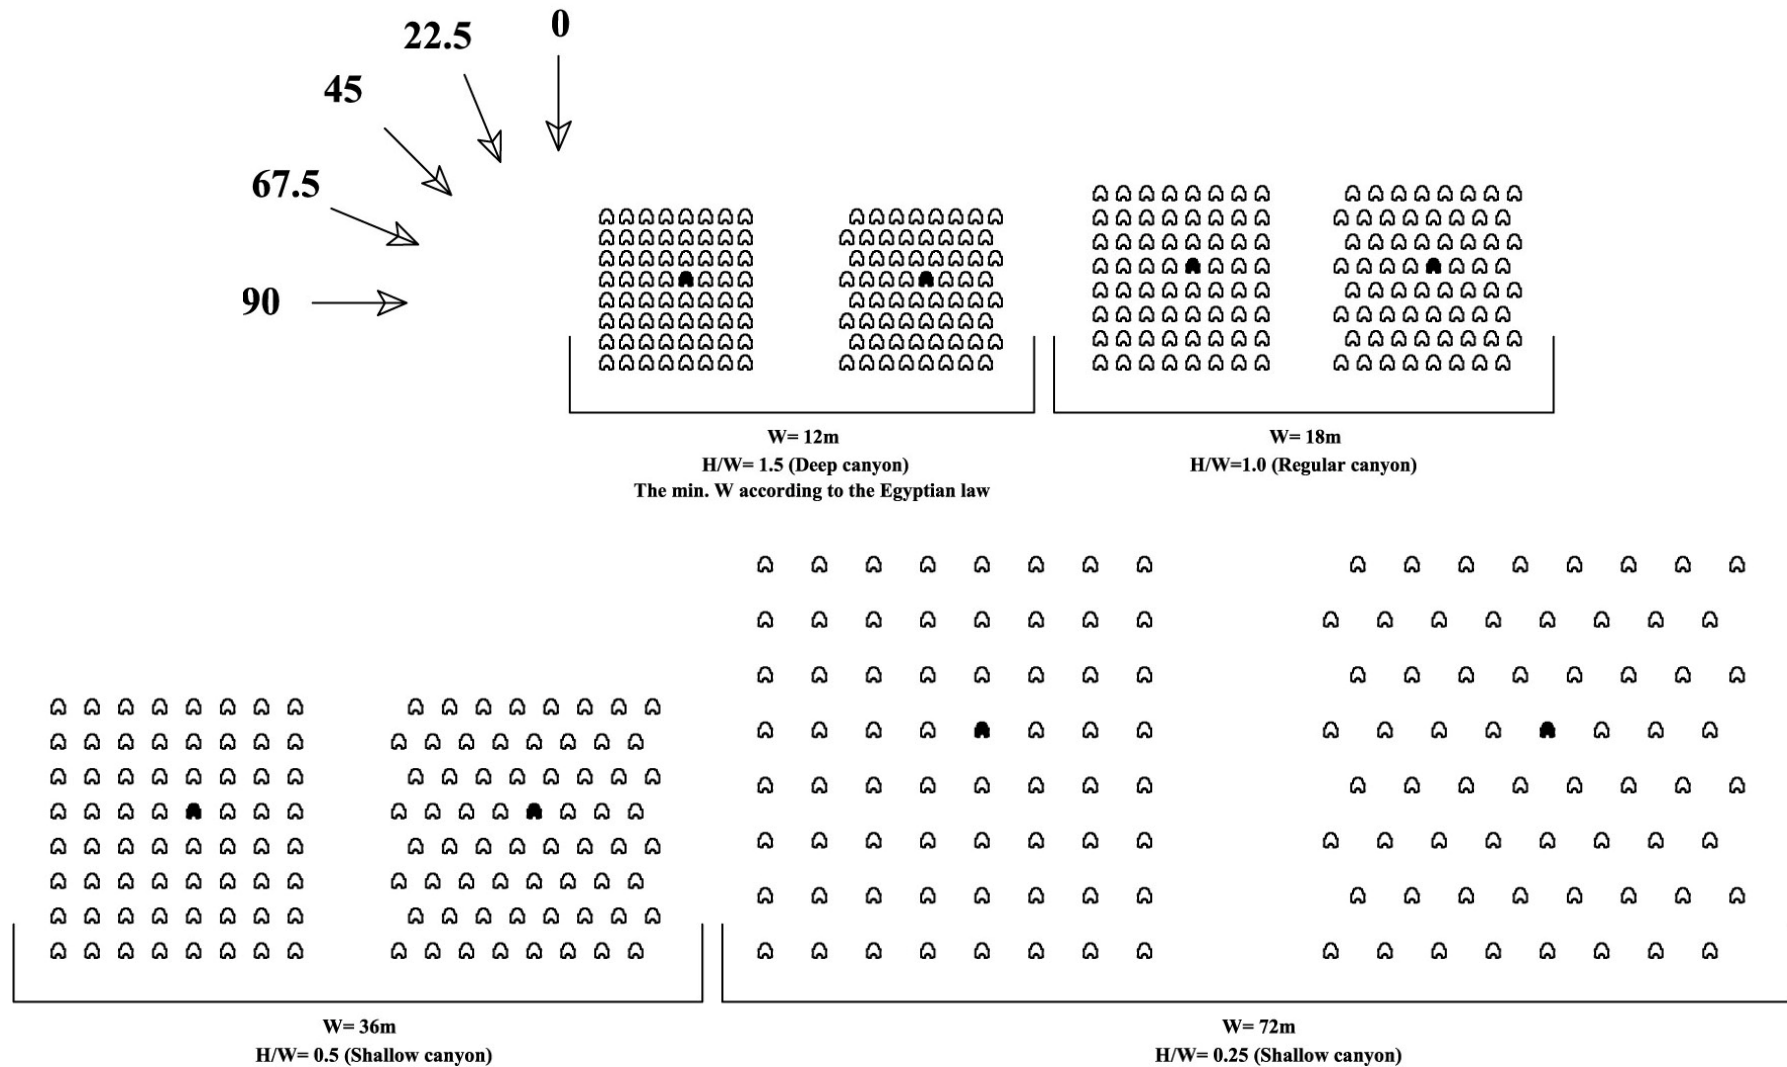 0
22.5
45
67.5
90
W= 12m
H/W= 1.5 (Deep canyon)
The min. W according to the Egyptian law
W= 18m
H/W=1.0 (Regular canyon)
W= 36m
H/W= 0.5 (Shallow canyon)
W= 72m
H/W= 0.25 (Shallow canyon)